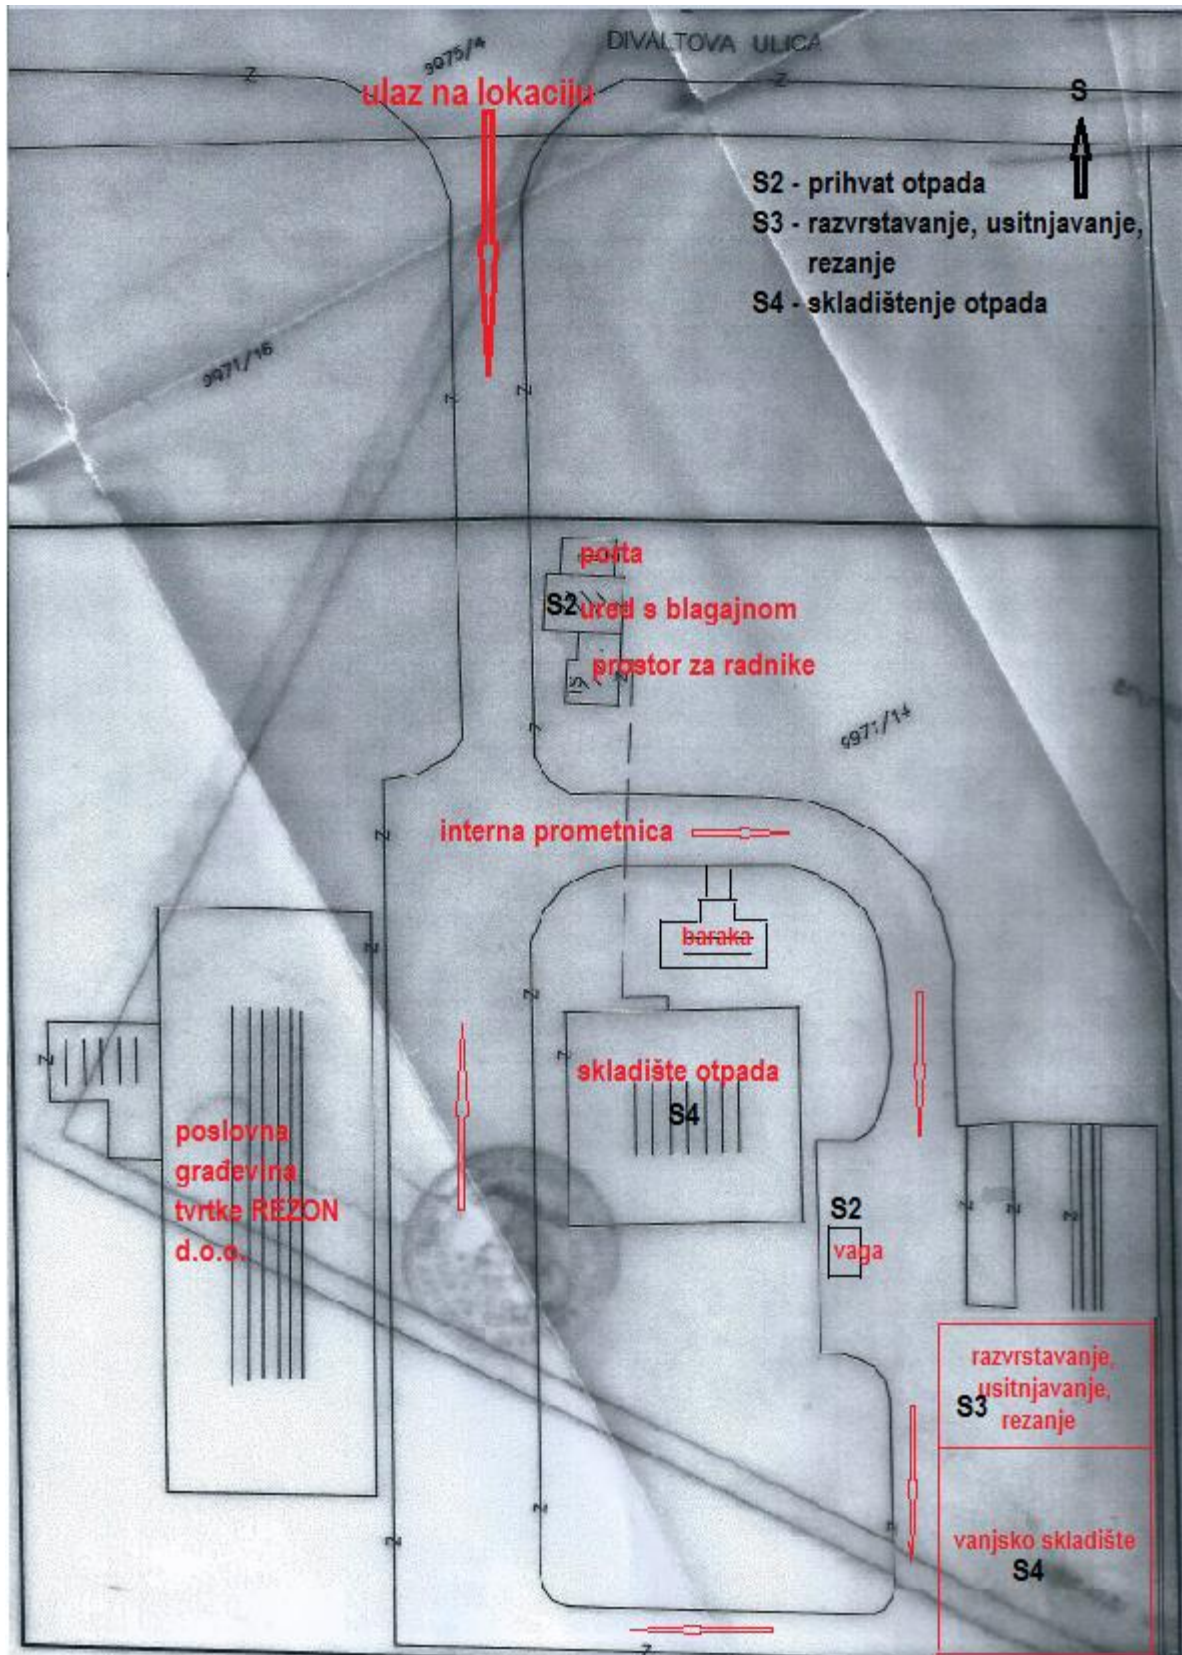 DIVALTOVA ULICA
9975/4
ulaz na lokaciju
S
S2 - prihvat otpada
S3 - razvrstavanje, usitnjavanje,
rezanje
S4 - skladištenje otpada
9971/16
porta
S2 ured s blagajnom
prostor za radnike
9971/14
interna prometnica
baraka
skladište otpada
S4
poslovna
građevina
tvrtke REZON
d.o.o.
S2
vaga
razvrstavanje,
usitnjavanje,
S3 rezanje
vanjsko skladište
S4